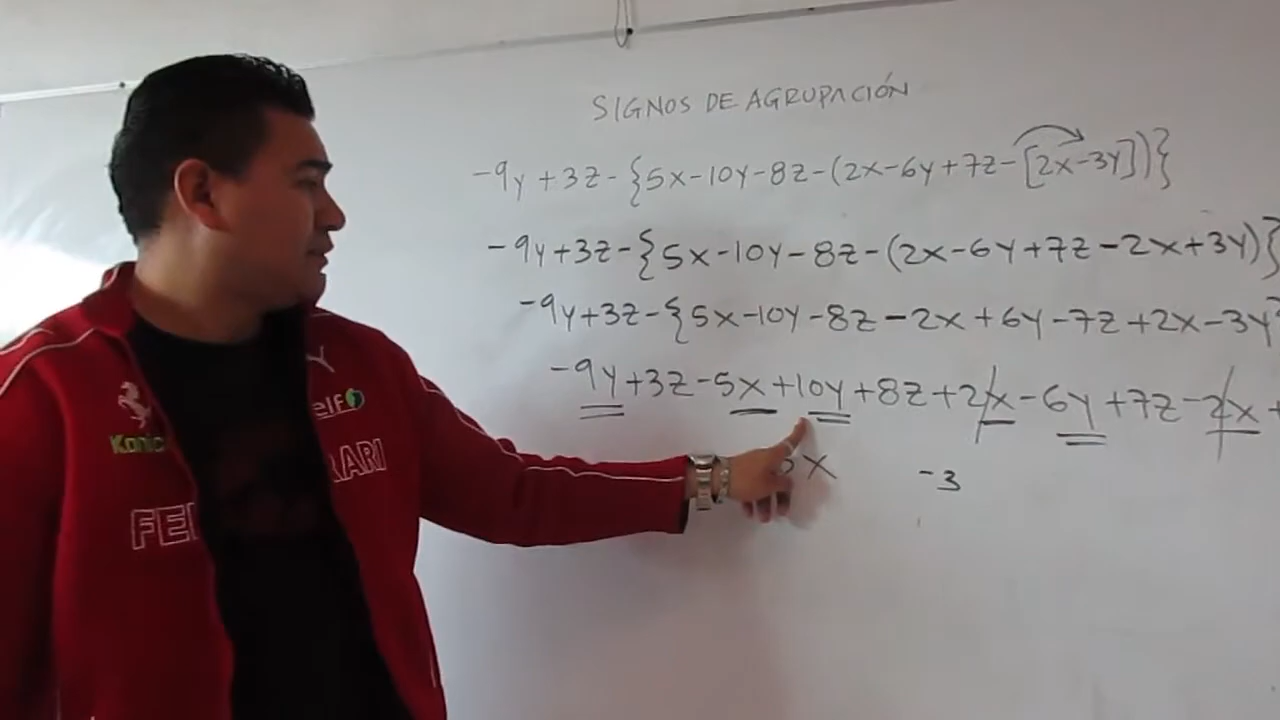 SIGNOS DE AGRUPACIÓN
-9y+3z-{5x-10y-8z-(2x-6y+7z-[2x-3y])}
-9y+3z-{5x-10y-8z-(2x-6y+7z-2x+3y)}
-9y+3z-{5x-10y-8z-2x+6y-7z+2x-3y}
-9y+3z-5x+10y+8z+2x-6y+7z-2x+
x -3
elf